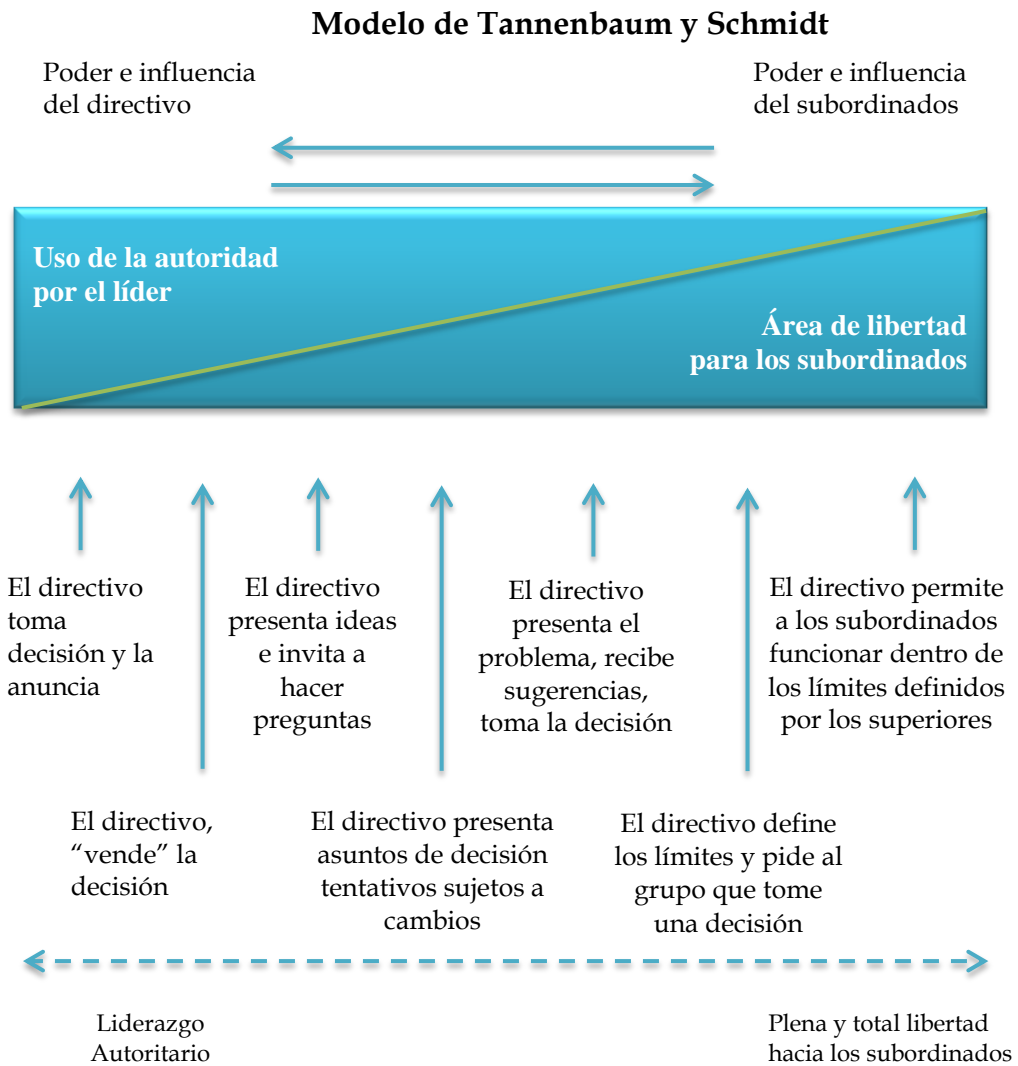 Modelo de Tannenbaum y Schmidt
Poder e influencia
del directivo
Poder e influencia
del subordinados
Uso de la autoridad
por el líder
Área de libertad
para los subordinados
El directivo
toma
decisión y la
anuncia
El directivo
presenta ideas
e invita a
hacer
preguntas
El directivo
presenta el
problema, recibe
sugerencias,
toma la decisión
El directivo permite
a los subordinados
funcionar dentro de
los límites definidos
por los superiores
El directivo,
“vende” la
decisión
El directivo presenta
asuntos de decisión
tentativos sujetos a
cambios
El directivo define
los límites y pide al
grupo que tome
una decisión
Liderazgo
Autoritario
Plena y total libertad
hacia los subordinados